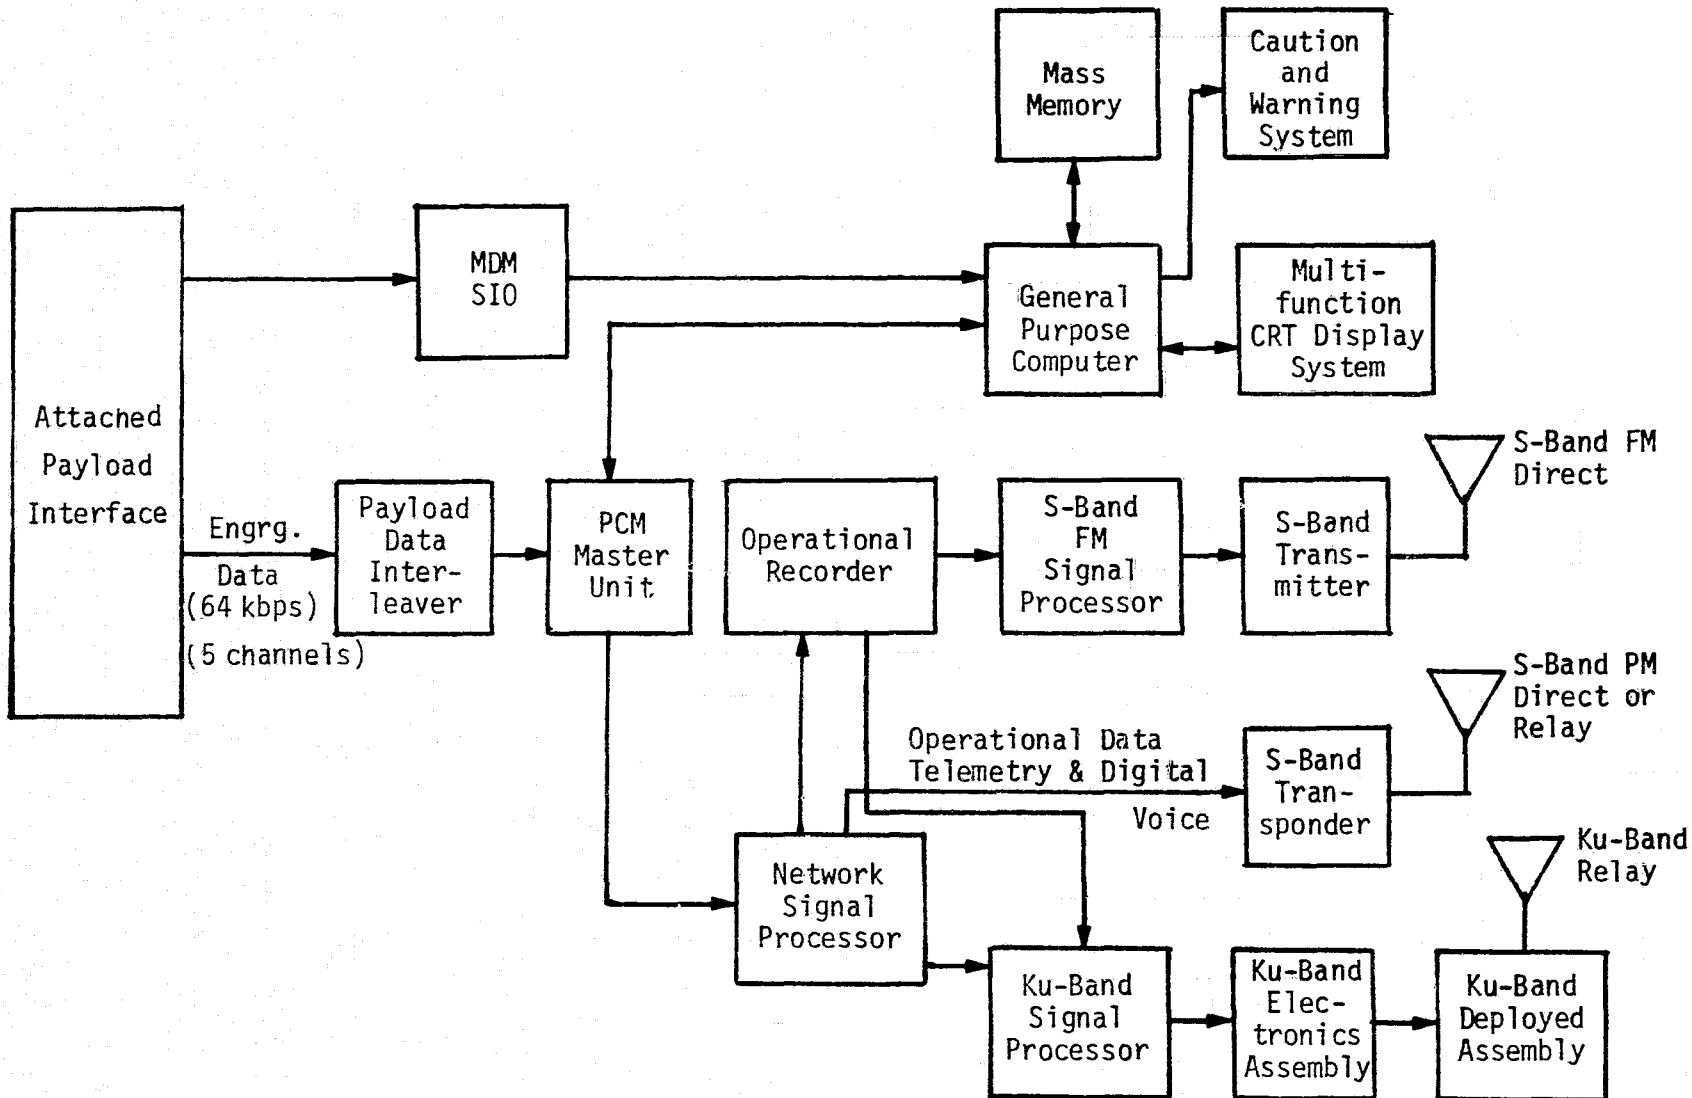 Mass
Memory
Caution
and
Warning
System
MDM
SIO
General
Purpose
Computer
Multi-
function
CRT Display
System
Attached
Payload
Interface
Engrg.
Data
(64 kbps)
(5 channels)
Payload
Data
Inter-
leaver
PCM
Master
Unit
Operational
Recorder
S-Band
FM
Signal
Processor
S-Band
Trans-
mitter
S-Band FM
Direct
Operational Data
Telemetry & Digital
Voice
S-Band
Tran-
sponder
S-Band PM
Direct or
Relay
Network
Signal
Processor
Ku-Band
Signal
Processor
Ku-Band
Elec-
tronics
Assembly
Ku-Band
Deployed
Assembly
Ku-Band
Relay